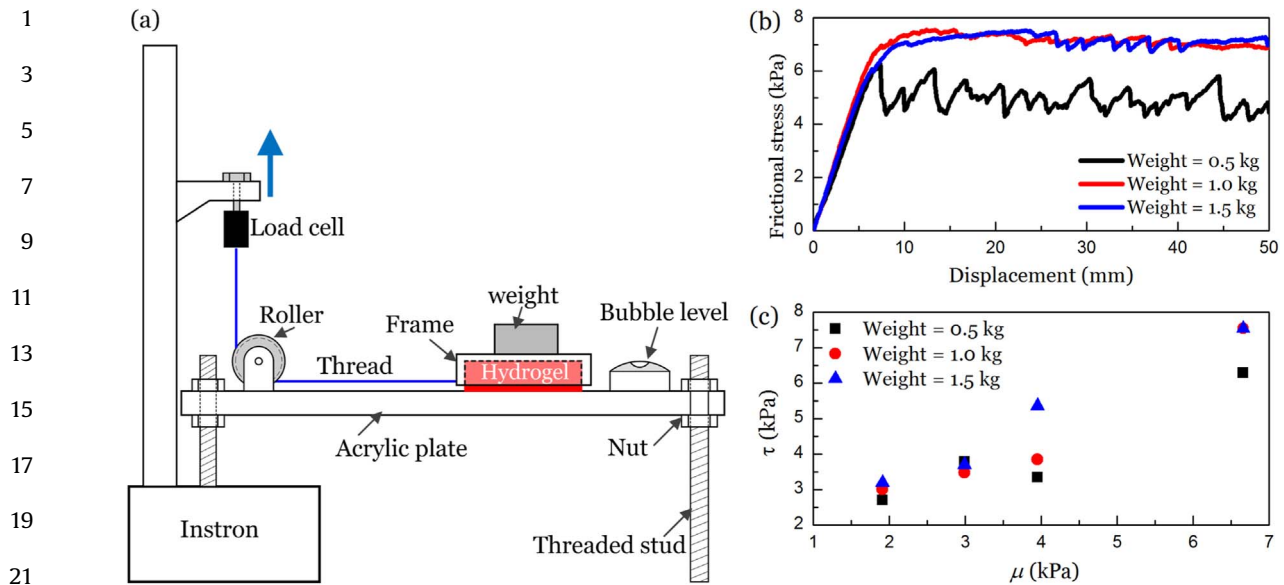 1
3
5
7
9
11
13
15
17
19
21
(a)
Load cell
Roller
Thread
Frame
weight
Hydrogel
Bubble level
Acrylic plate
Nut
Instron
Threaded stud
(b)
Frictional stress (kPa)
8
6
4
2
0
Weight = 0.5 kg
Weight = 1.0 kg
Weight = 1.5 kg
0 10 20 30 40 50
Displacement (mm)
(c)
τ (kPa)
8
7
6
5
4
3
2
Weight = 0.5 kg
Weight = 1.0 kg
Weight = 1.5 kg
1 2 3 4 5 6 7
μ (kPa)